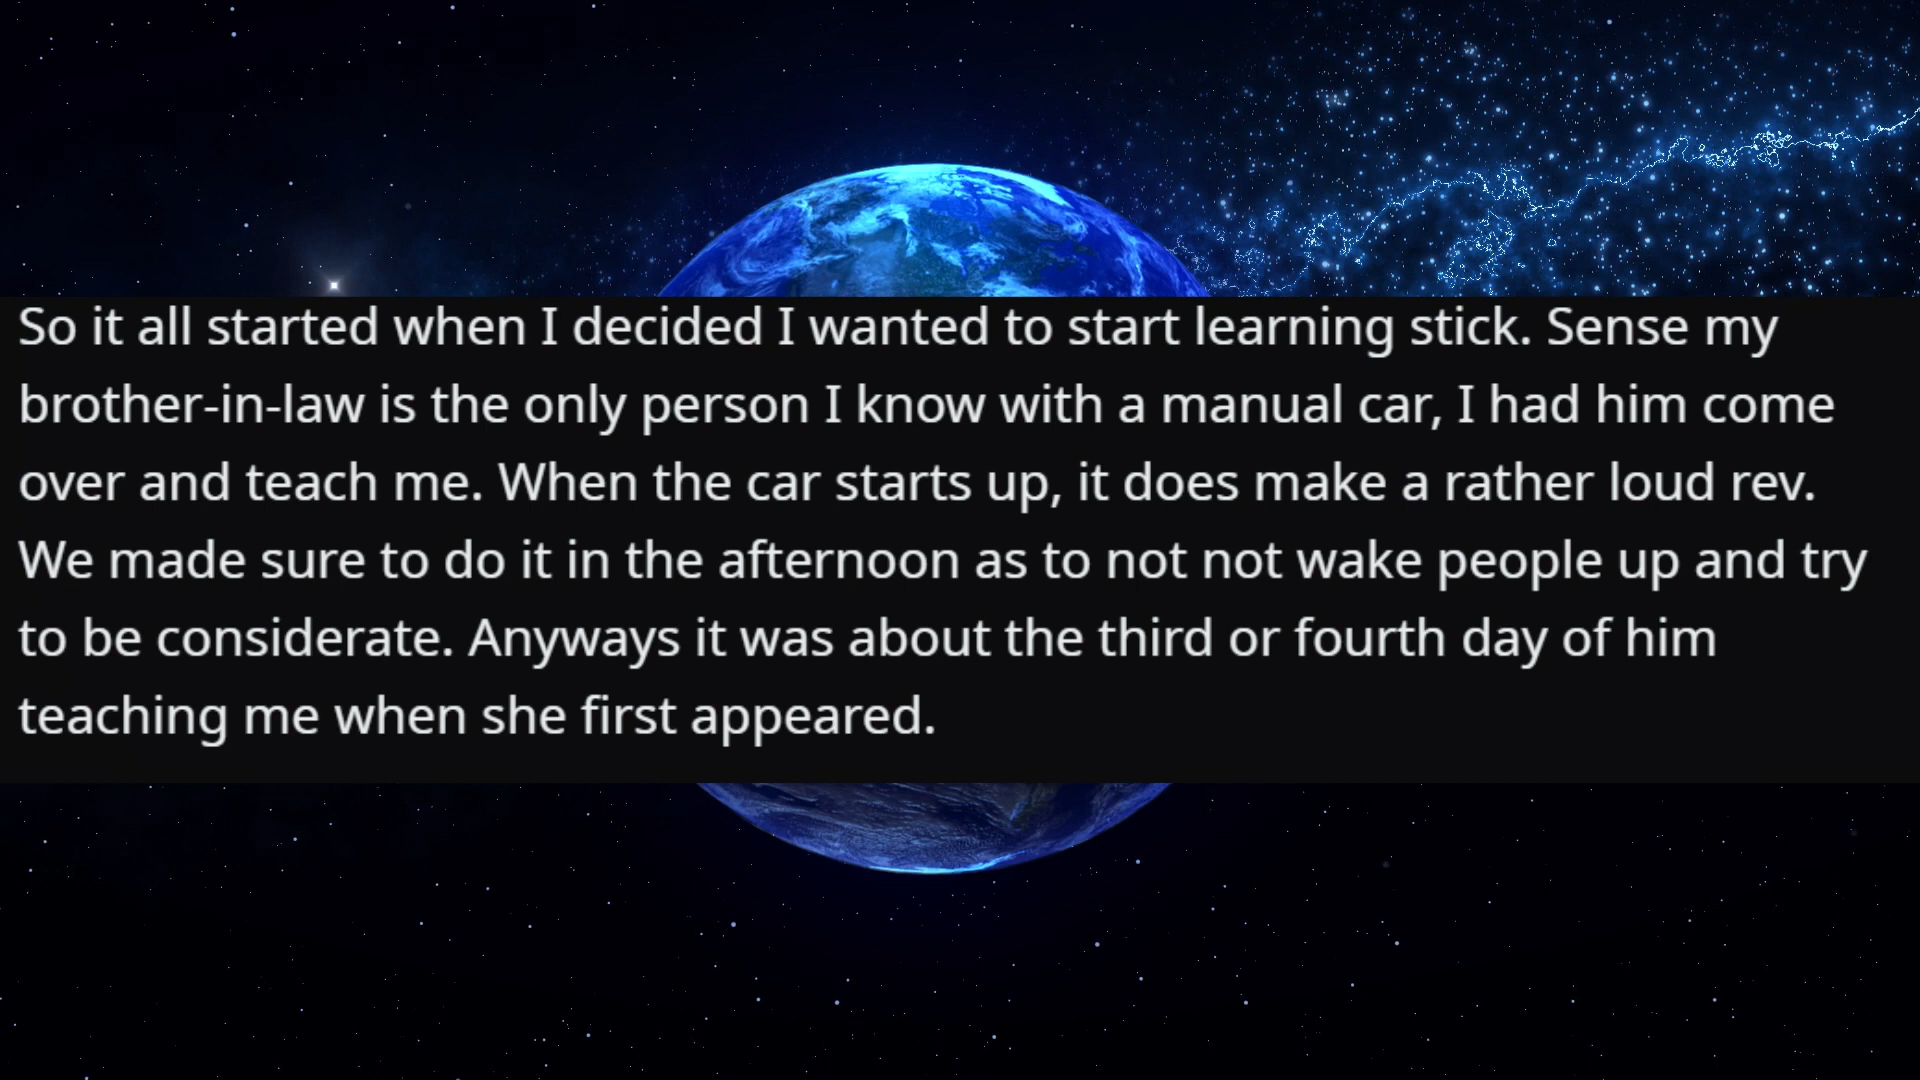 So it all started when I decided I wanted to start learning stick. Sense my
brother-in-law is the only person I know with a manual car, I had him come
over and teach me. When the car starts up, it does make a rather loud rev.
We made sure to do it in the afternoon as to not not wake people up and try
to be considerate. Anyways it was about the third or fourth day of him
teaching me when she first appeared.